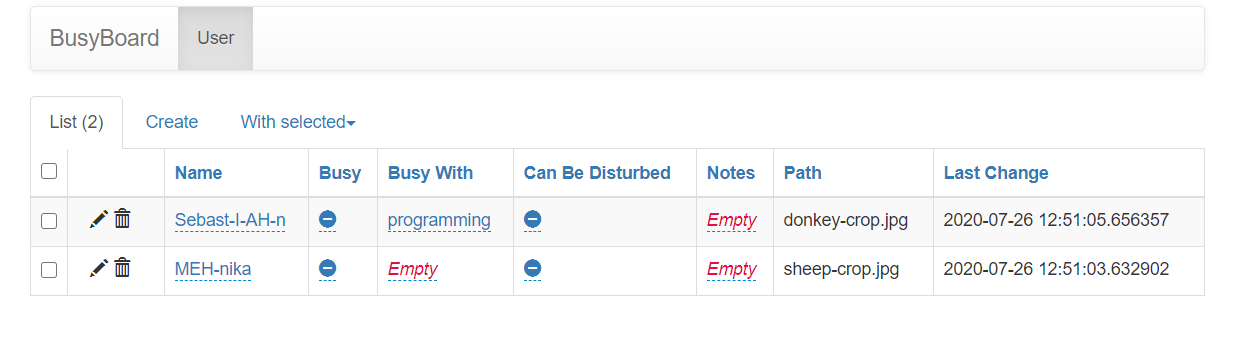 BusyBoard User
List (2) Create With selected
Name Busy Busy With Can Be Disturbed Notes Path Last Change
Sebast-I-AH-n programming Empty donkey-crop.jpg 2020-07-26 12:51:05.656357
MEH-nika Empty Empty sheep-crop.jpg 2020-07-26 12:51:03.632902